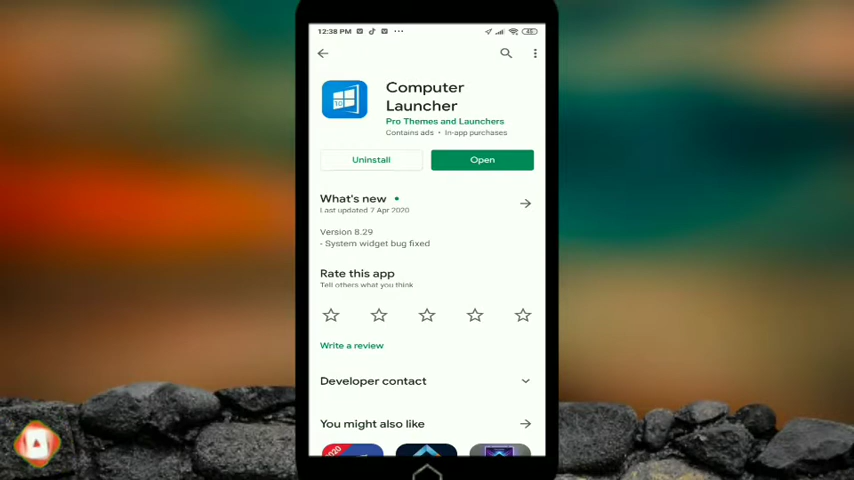 12:38 PM
45
Computer
Launcher
Pro Themes and Launchers
Contains ads • In-app purchases
Uninstall
Open
What's new
Last updated 7 Apr 2020
Version 8.29
- System widget bug fixed
Rate this app
Tell others what you think
Write a review
Developer contact
You might also like
2020